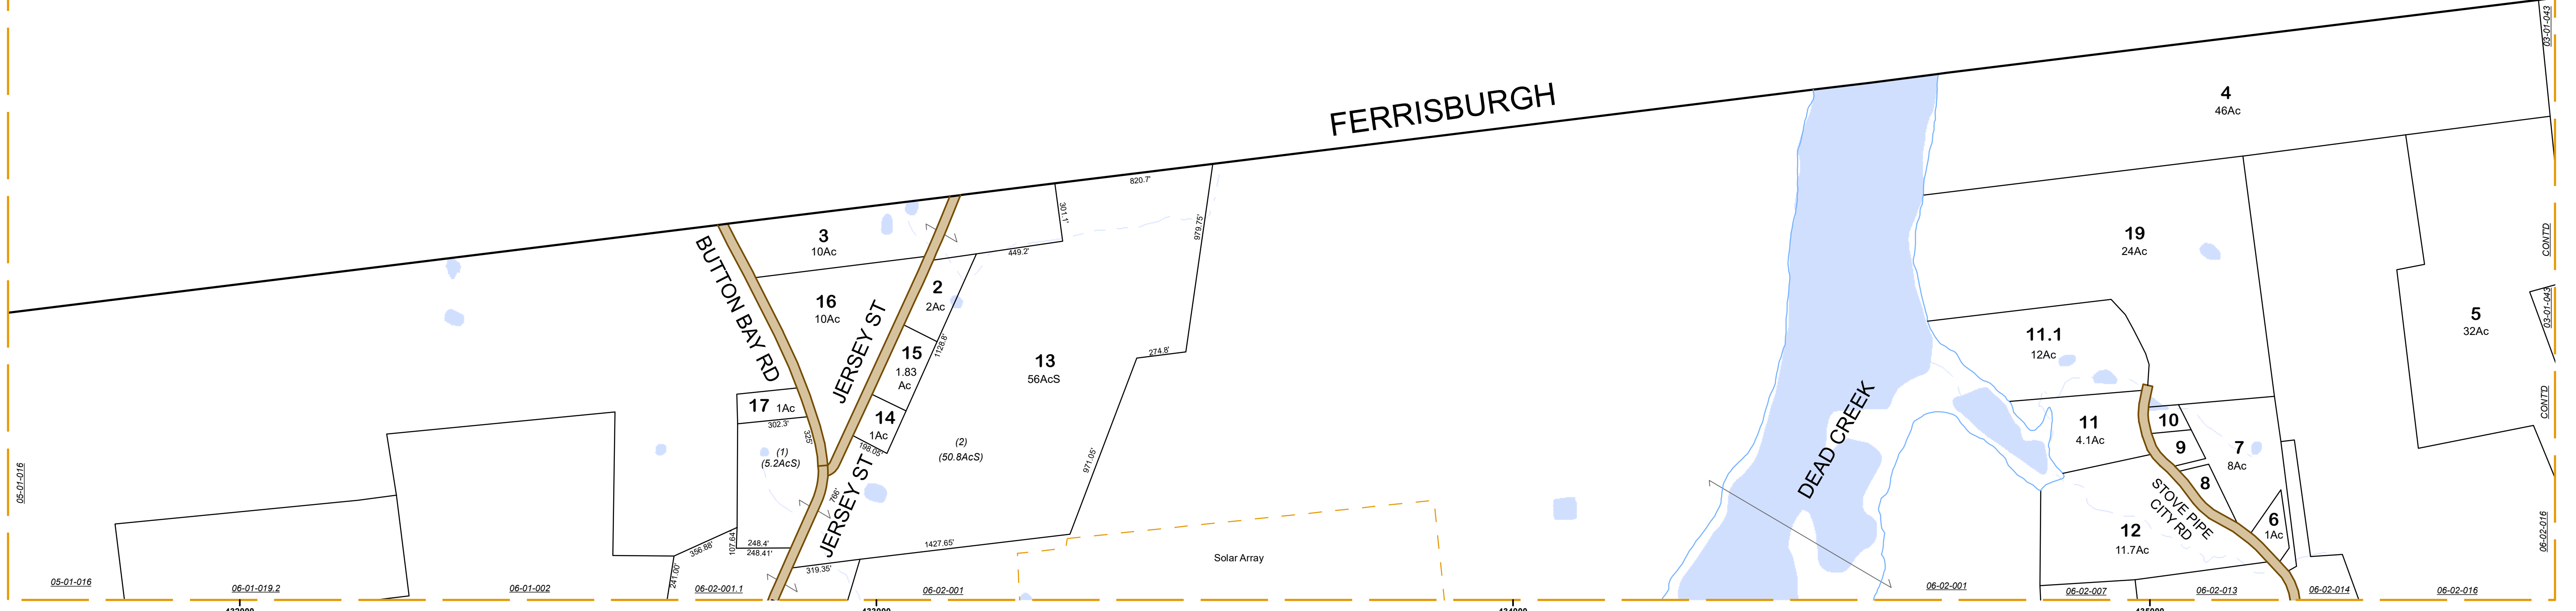 03-01-043
4
46Ac
FERRISBURGH
820.7'
301.1'
979.75'
449.2'
3
10Ac
BUTTON BAY RD
JERSEY ST
2
2Ac
16
10Ac
15
1.83
Ac
1128.8'
13
56AcS
274.8'
17
1Ac
302.3'
325'
14
1Ac
198.05'
(1)
(5.2AcS)
(2)
(50.8AcS)
971.05'
766'
JERSEY ST
1427.65'
319.35'
248.4'
248.41'
107.64'
356.88'
241.00'
Solar Array
DEAD CREEK
19
24Ac
CONT'D
03-01-043
5
32Ac
11.1
12Ac
CONT'D
11
4.1Ac
10
9
7
8Ac
8
STOVE PIPE
CITY RD
6
1Ac
12
11.7Ac
06-02-016
05-01-016
05-01-016
06-01-019.2
06-01-002
06-02-001.1
06-02-001
06-02-001
06-02-007
06-02-013
06-02-014
06-02-016